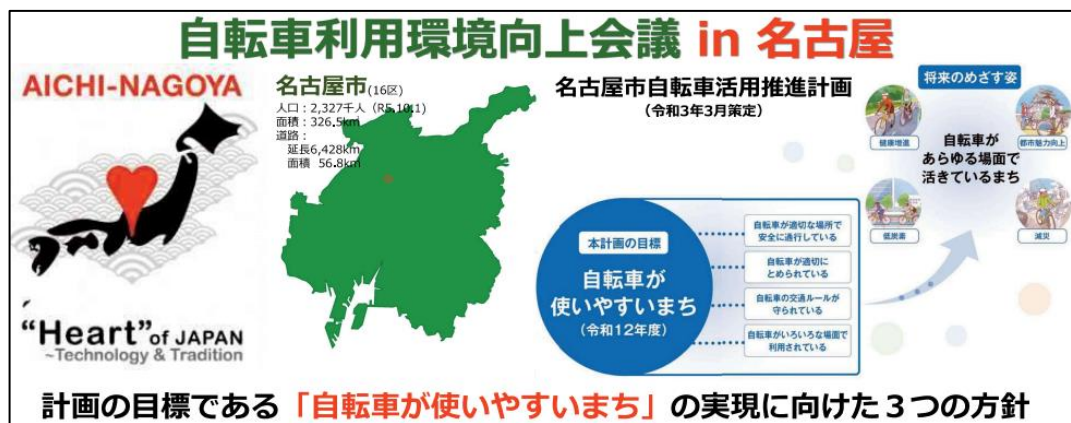 自転車利用環境向上会議 in 名古屋
AICHI-NAGOYA
"Heart" of JAPAN
~Technology & Tradition
名古屋市(16区)
人口:2,327千人(R5.10.1)
面積:326.5km
道路:
延長6,428km
面積 56.8km
名古屋市自転車活用推進計画
(令和3年3月策定)
本計画の目標
自転車が
使いやすいまち
(令和12年度)
自転車が適切な場所で
安全に通行している
自転車が適切に
とめられている
自転車の交通ルールが
守られている
自転車がいろいろな場面で
利用されている
将来のめざす姿
健康増進
都市魅力向上
自転車が
あらゆる場面で
活きているまち
低炭素
減災
計画の目標である「自転車が使いやすいまち」の実現に向けた3つの方針